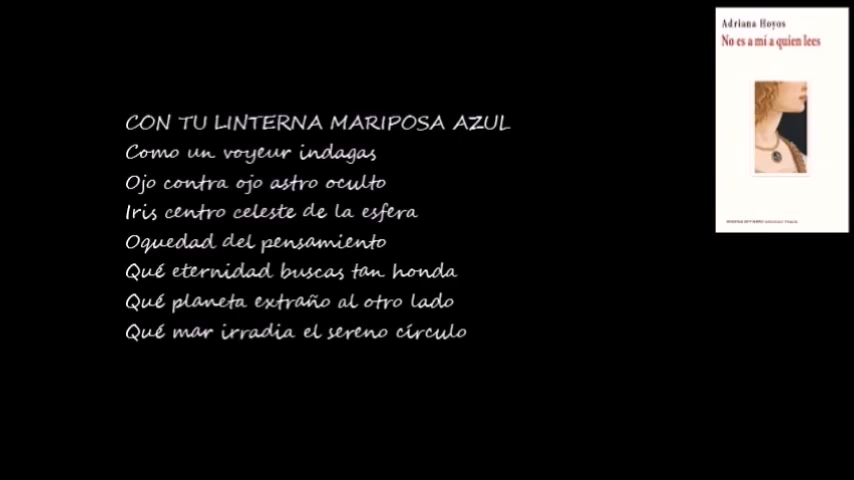 Adriana Hoyos
No es a mí a quien lees
CON TU LINTERNA MARIPOSA AZUL
Como un voyeur indagas
Ojo contra ojo astro oculto
Iris centro celeste de la esfera
Oquedad del pensamiento
Qué eternidad buscas tan honda
Qué planeta extraño al otro lado
Qué mar irradia el sereno círculo